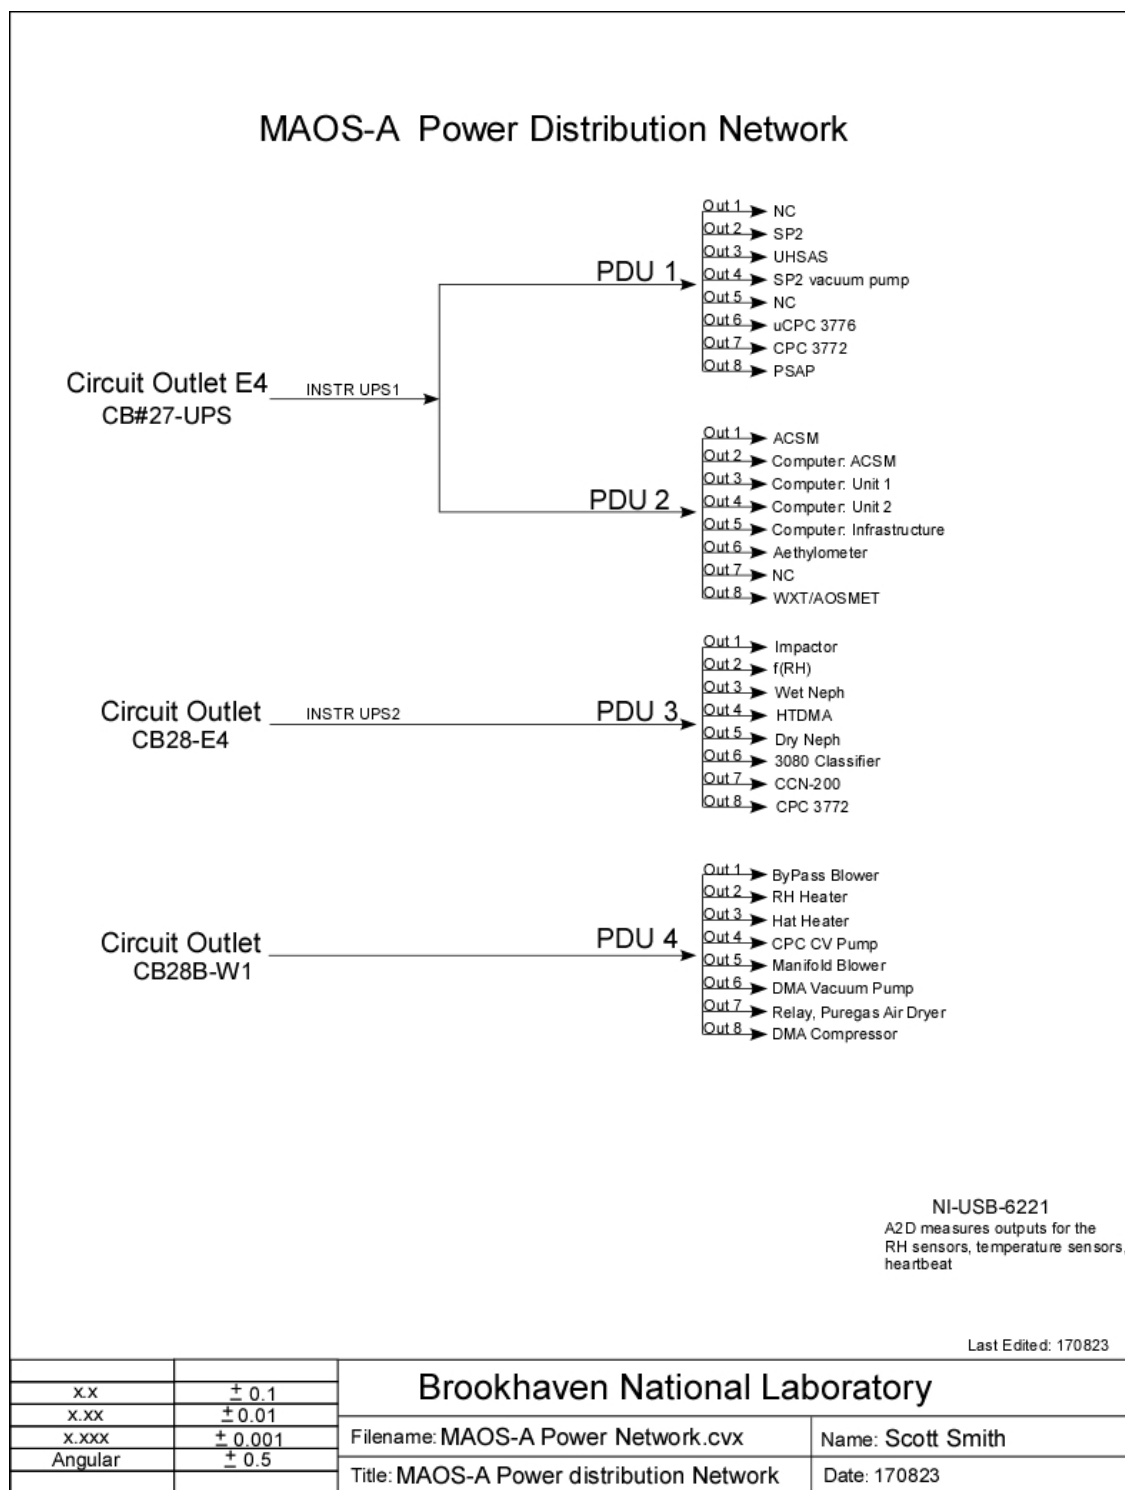 MAOS-A Power Distribution Network
Out 1 NC
Out 2 SP2
Out 3 UHSAS
PDU 1
Out 4 SP2 vacuum pump
Out 5 NC
Out 6 uCPC 3776
Out 7 CPC 3772
Out 8 PSAP
Circuit Outlet E4
INSTR UPS1
CB#27-UPS
Out 1 ACSM
Out 2 Computer: ACSM
Out 3 Computer: Unit 1
PDU 2
Out 4 Computer: Unit 2
Out 5 Computer: Infrastructure
Out 6 Aethylometer
Out 7 NC
Out 8 WXT/AOSMET
Out 1 Impactor
Out 2 f(RH)
Out 3 Wet Neph
Circuit Outlet
INSTR UPS2
PDU 3
CB28-E4
Out 4 HTDMA
Out 5 Dry Neph
Out 6 3080 Classifier
Out 7 CCN-200
Out 8 CPC 3772
Out 1 ByPass Blower
Out 2 RH Heater
Out 3 Hat Heater
Circuit Outlet
PDU 4
CB28B-W1
Out 4 CPC CV Pump
Out 5 Manifold Blower
Out 6 DMA Vacuum Pump
Out 7 Relay, Puregas Air Dryer
Out 8 DMA Compressor
NI-USB-6221
A2D measures outputs for the
RH sensors, temperature sensors,
heartbeat
Last Edited: 170823
x.x ± 0.1
x.xx ± 0.01
x.xxx ± 0.001
Angular ± 0.5
Brookhaven National Laboratory
Filename: MAOS-A Power Network.cvx
Name: Scott Smith
Title: MAOS-A Power distribution Network
Date: 170823